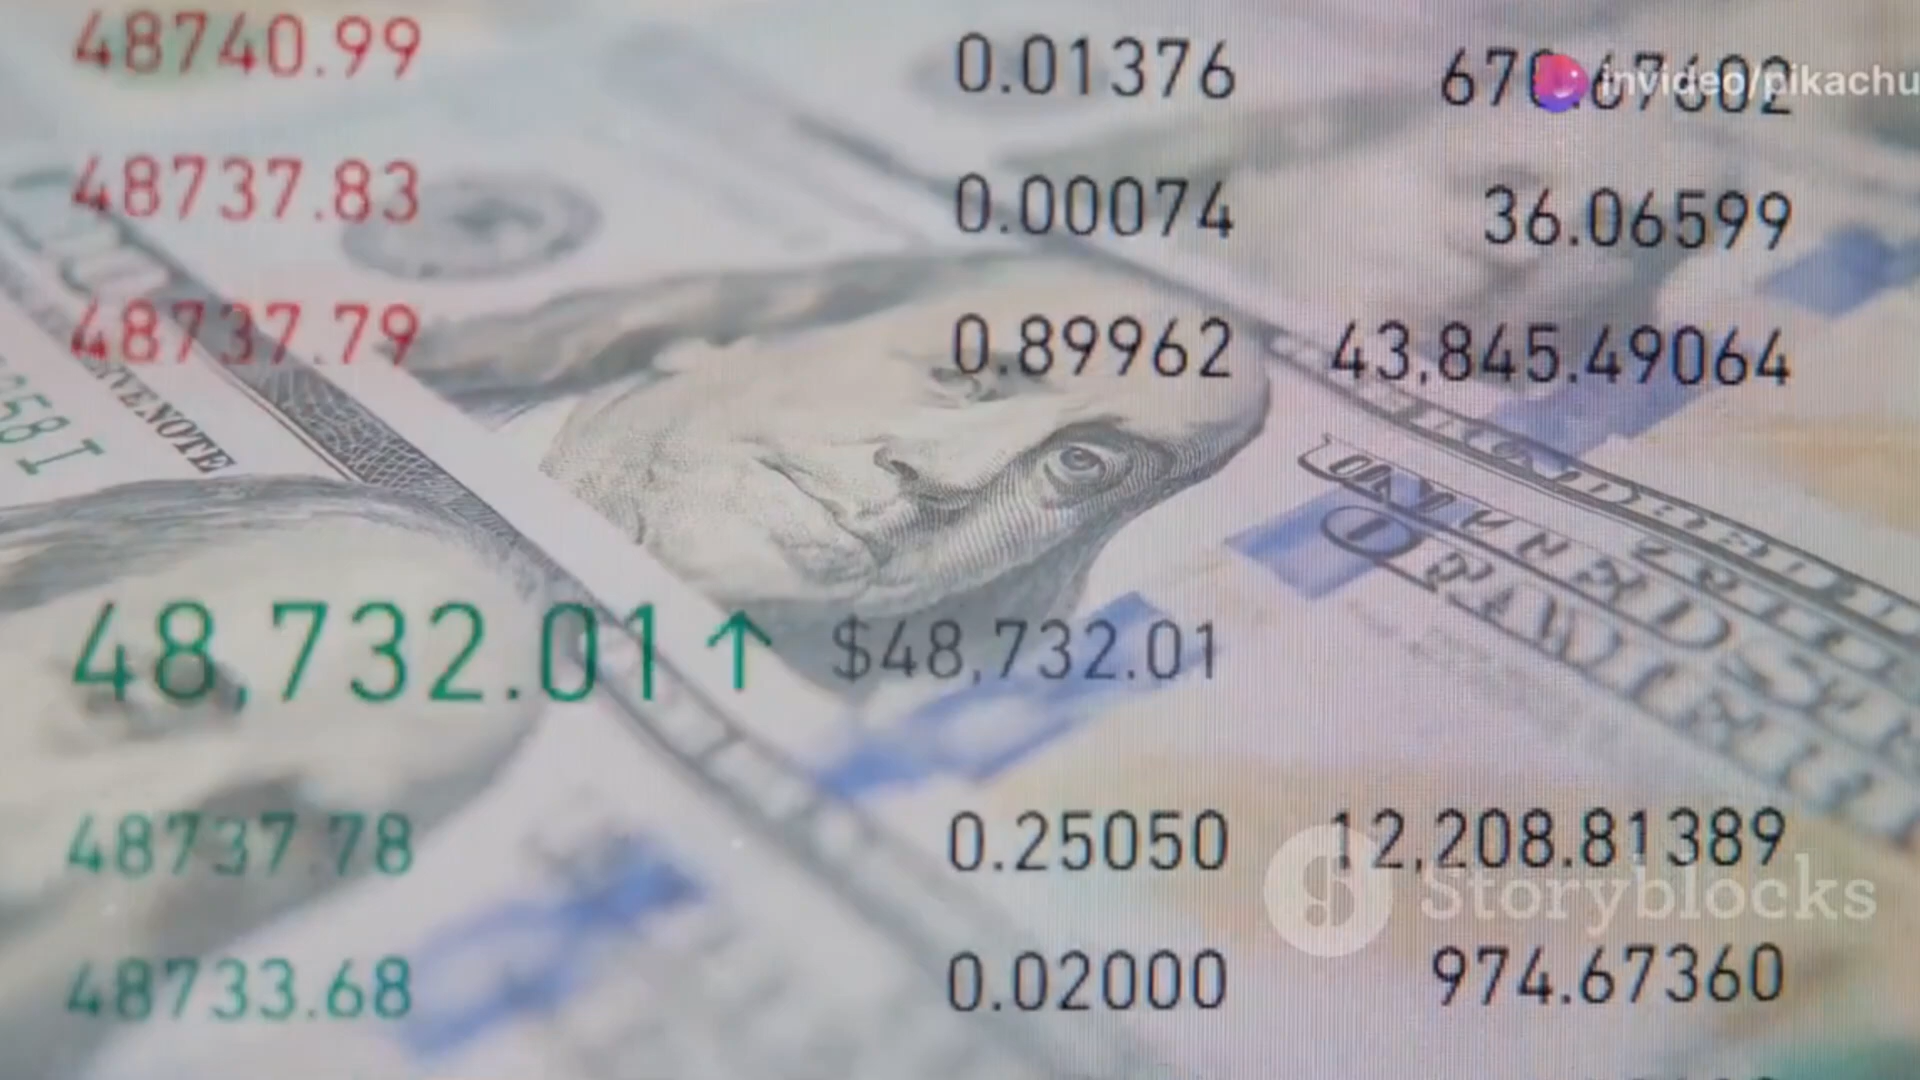 48740.99 0.01376 670.67602
invideo/pikachu
48737.83 0.00074 36.06599
48737.79 0.89962 43,845.49064
48,732.01↑ $48,732.01
48737.78 0.25050 12,208.81389
Storyblocks
48733.68 0.02000 974.67360